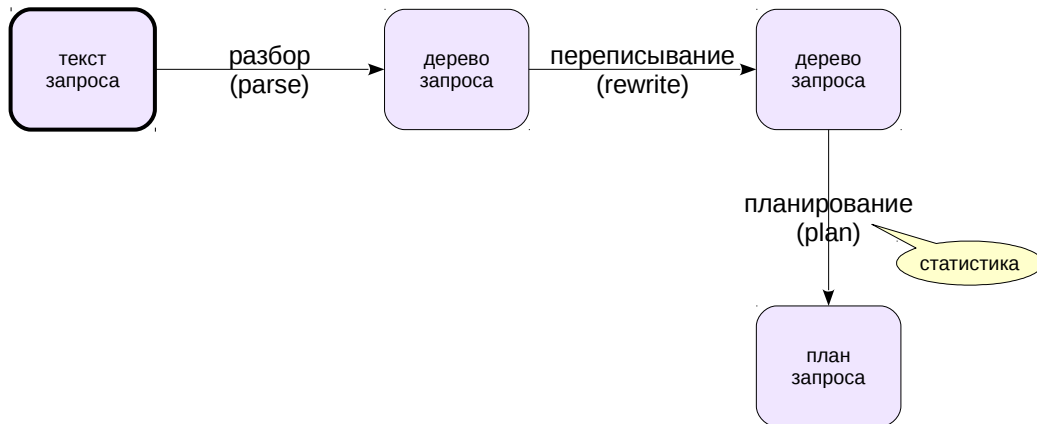 текст
запроса
разбор
(parse)
дерево
запроса
переписывание
(rewrite)
дерево
запроса
планирование
(plan)
статистика
план
запроса